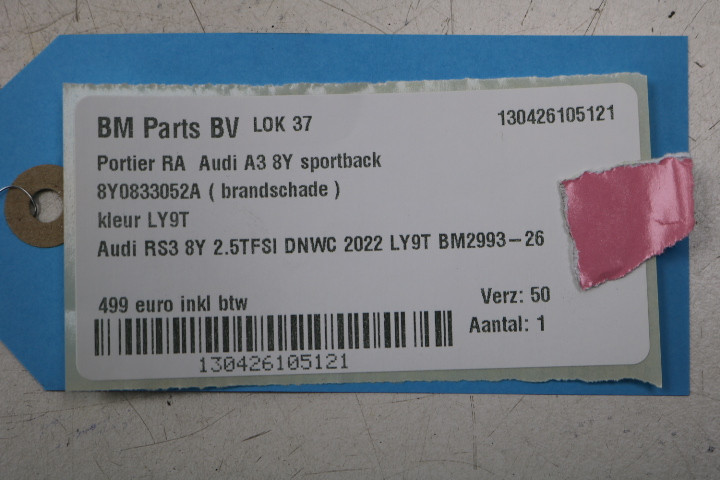 BM Parts BV LOK 37 130426105121
Portier RA Audi A3 8Y sportback
8Y0833052A ( brandschade )
kleur LY9T
Audi RS3 8Y 2.5TFSI DNWC 2022 LY9T BM2993-26
499 euro inkl btw Verz: 50
Aantal: 1
130426105121